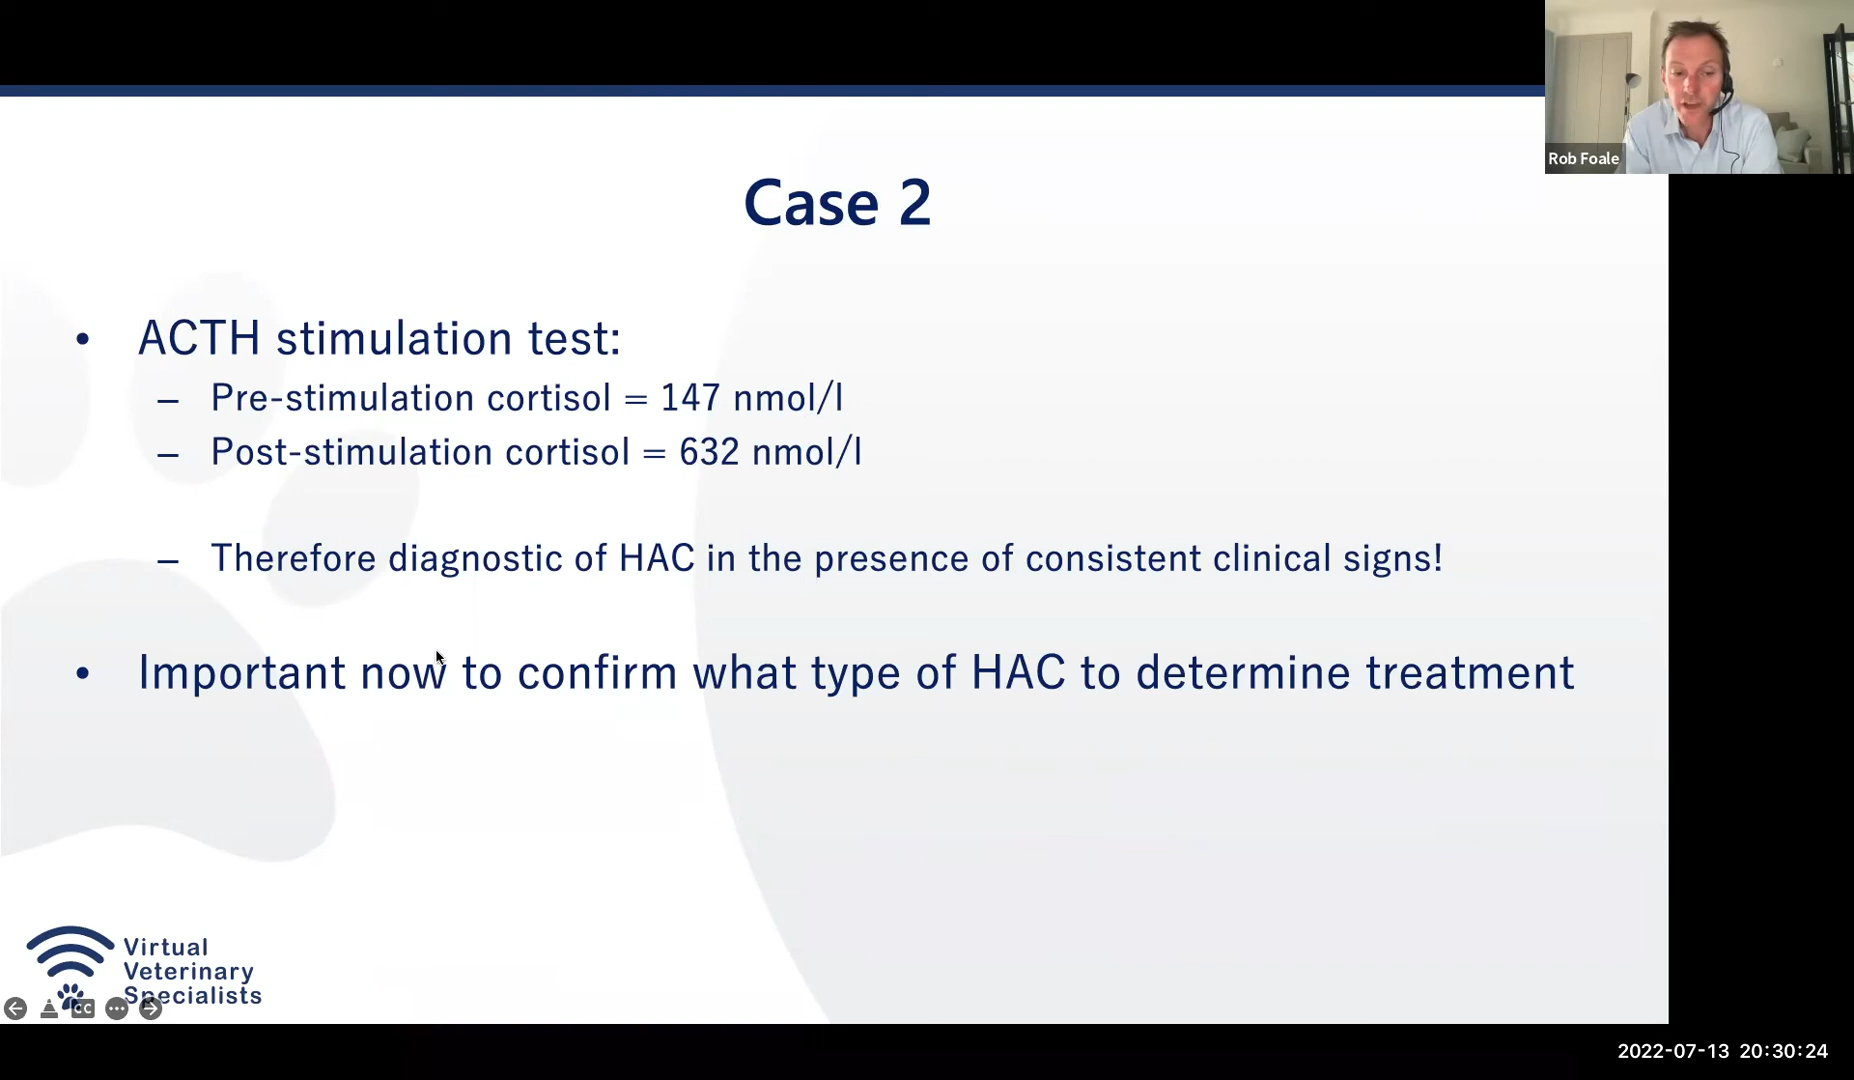 Rob Foale
Case 2
• ACTH stimulation test:
– Pre-stimulation cortisol = 147 nmol/l
– Post-stimulation cortisol = 632 nmol/l
– Therefore diagnostic of HAC in the presence of consistent clinical signs!
• Important now to confirm what type of HAC to determine treatment
Virtual
Veterinary
Specialists
CC
2022-07-13 20:30:24